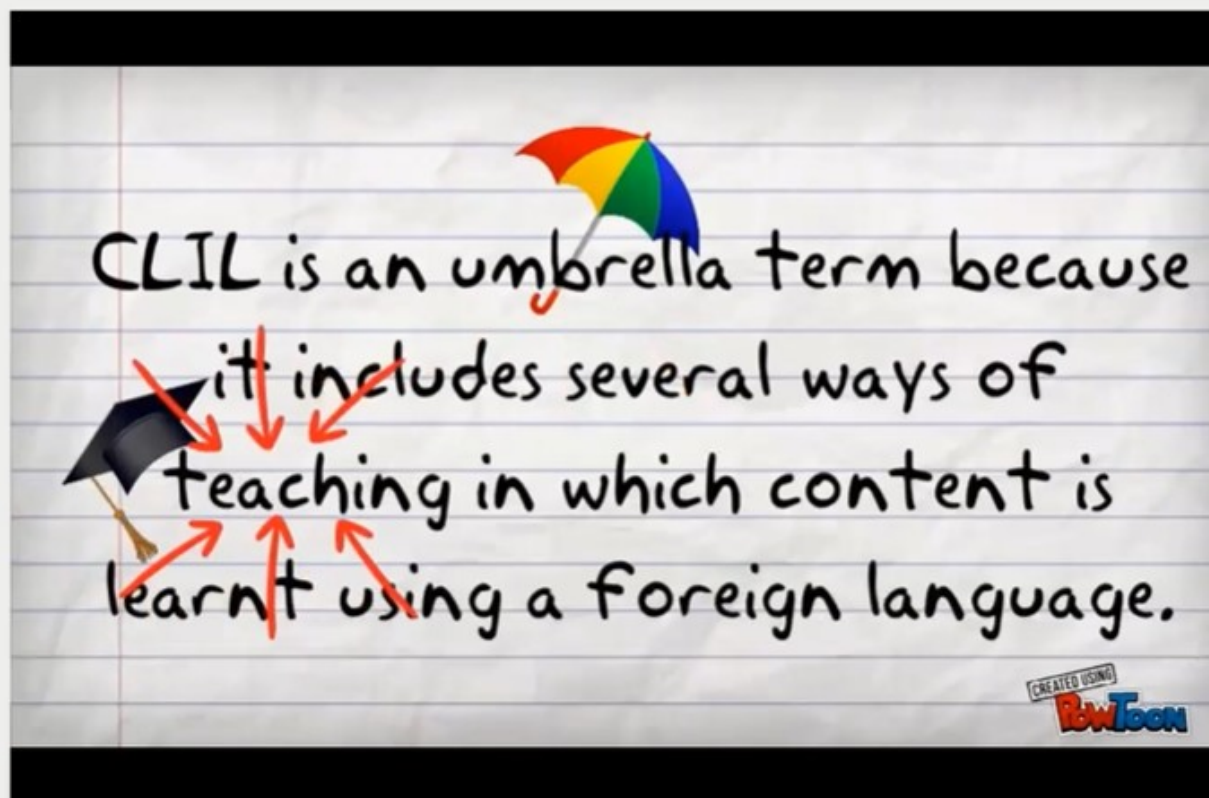 CLIL is an umbrella term because
it includes several ways of
teaching in which content is
learnt using a foreign language.
CREATED USING
POWTOON